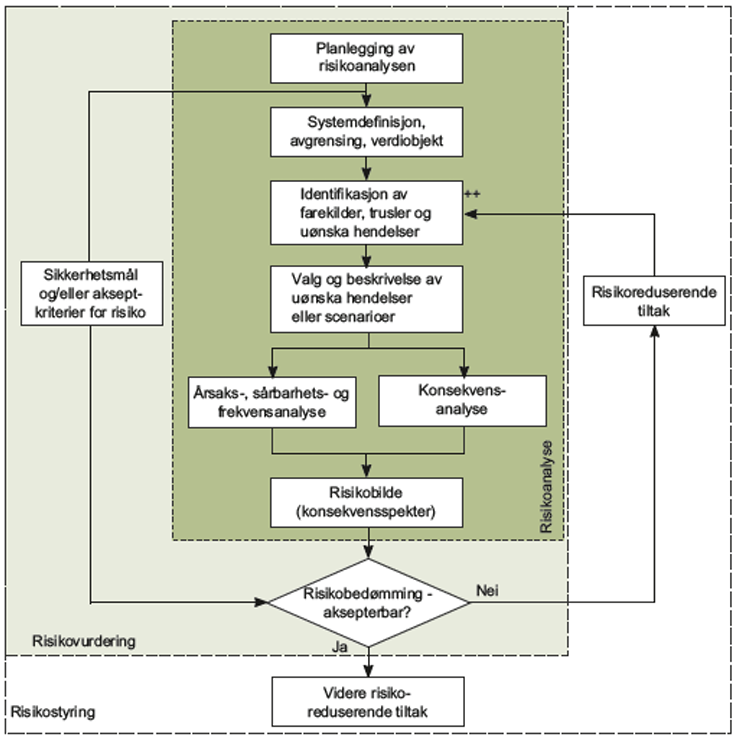 Planlegging av
risikoanalysen
Systemdefinisjon,
avgrensing, verdiobjekt
Identifikasjon av
farekilder, trusler og
uønska hendelser
++
Valg og beskrivelse av
uønska hendelser
eller scenarioer
Sikkerhetsmål
og/eller aksept-
kriterier for risiko
Risikoreduserende
tiltak
Årsaks-, sårbarhets- og
frekvensanalyse
Konsekvens-
analyse
Risikobilde
(konsekvensspekter)
Risikoanalyse
Risikobedømming -
aksepterbar?
Nei
Ja
Risikovurdering
Videre risiko-
reduserende tiltak
Risikostyring